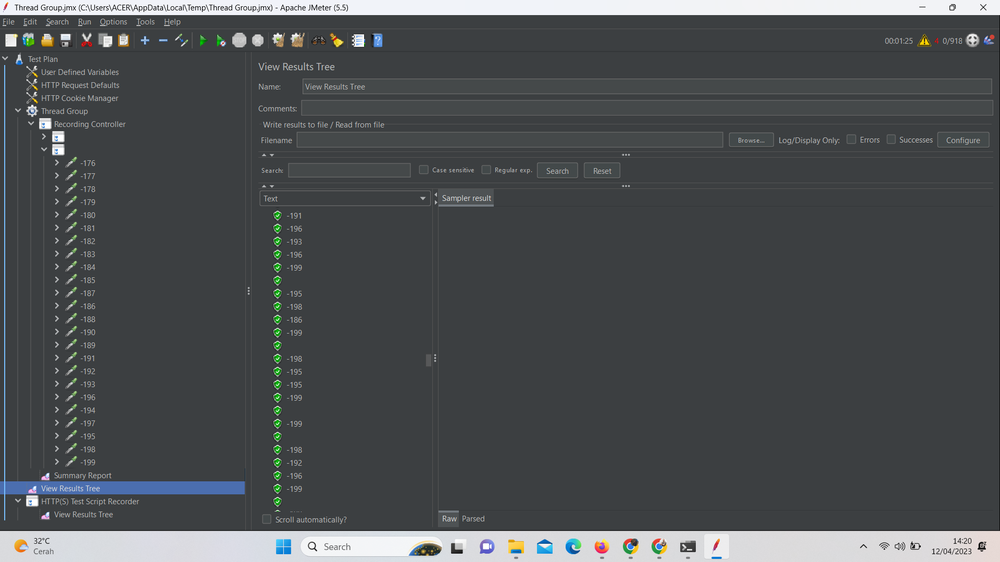 Thread Group.jmx (C:\Users\ACER\AppData\Local\Temp\Thread Group.jmx) - Apache JMeter (5.5)
File Edit Search Run Options Tools Help
STOP
00:01:25 4 0/918
Test Plan
User Defined Variables
HTTP Request Defaults
HTTP Cookie Manager
Thread Group
Recording Controller
-176
-177
-178
-179
-180
-181
-182
-183
-184
-185
-187
-186
-188
-190
-189
-191
-192
-193
-196
-194
-197
-195
-198
-199
Summary Report
View Results Tree
HTTP(S) Test Script Recorder
View Results Tree
View Results Tree
Name: View Results Tree
Comments:
Write results to file / Read from file
Filename Browse... Log/Display Only: Errors Successes Configure
Search: Case sensitive Regular exp. Search Reset
Text
Sampler result
-191
-196
-193
-196
-199
-195
-198
-186
-199
-198
-195
-195
-199
-199
-198
-192
-196
-199
Scroll automatically?
Raw Parsed
32°C
Cerah
Search
14:20
12/04/2023